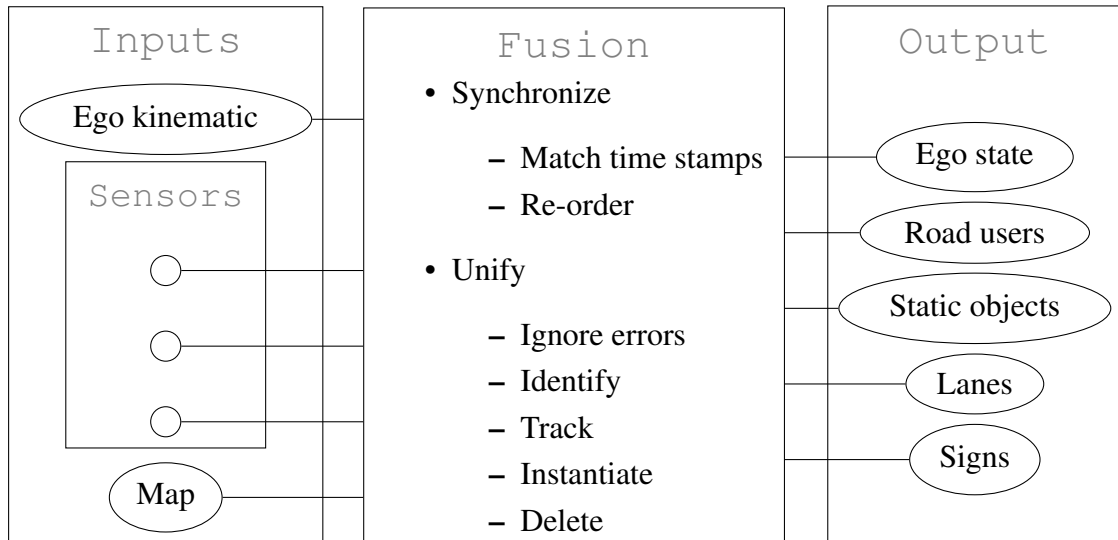 Inputs
Ego kinematic
Sensors
Map
Fusion
• Synchronize
– Match time stamps
– Re-order
• Unify
– Ignore errors
– Identify
– Track
– Instantiate
– Delete
Output
Ego state
Road users
Static objects
Lanes
Signs